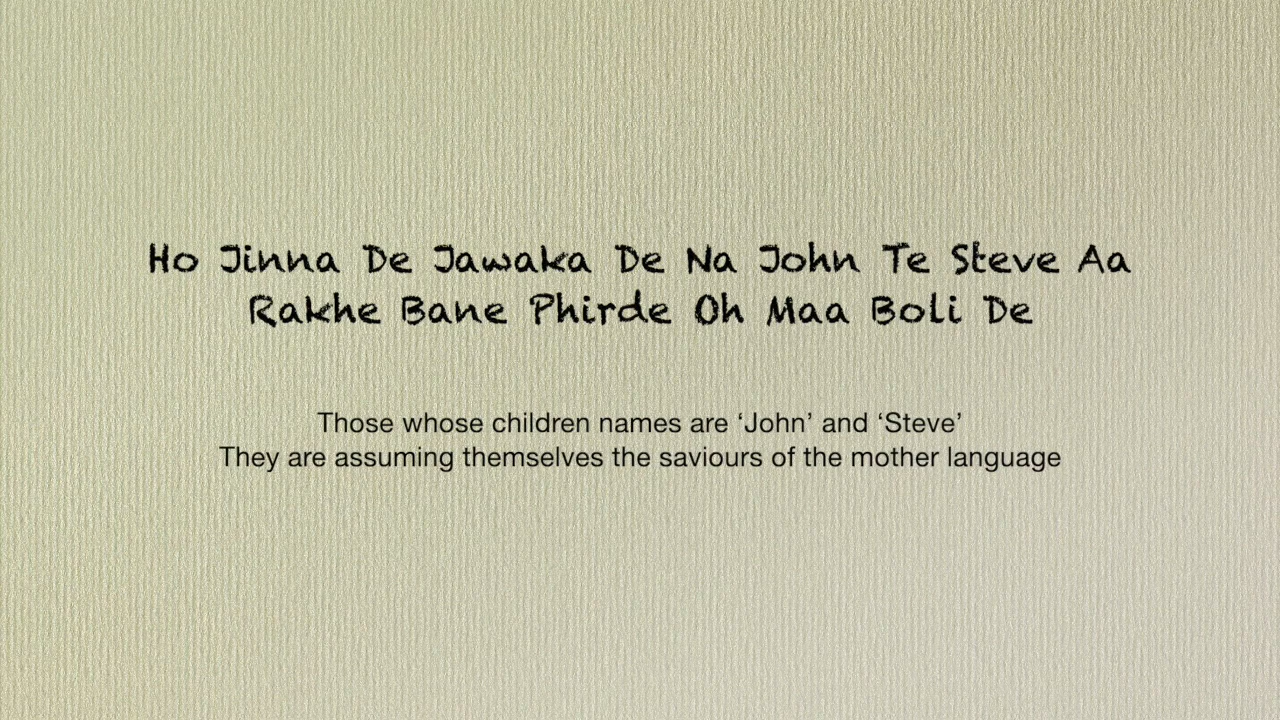 Ho Jinna De Jawaka De Na John Te Steve Aa
Rakhe Bane Phirde Oh Maa Boli De
Those whose children names are ‘John’ and ‘Steve’
They are assuming themselves the saviours of the mother language